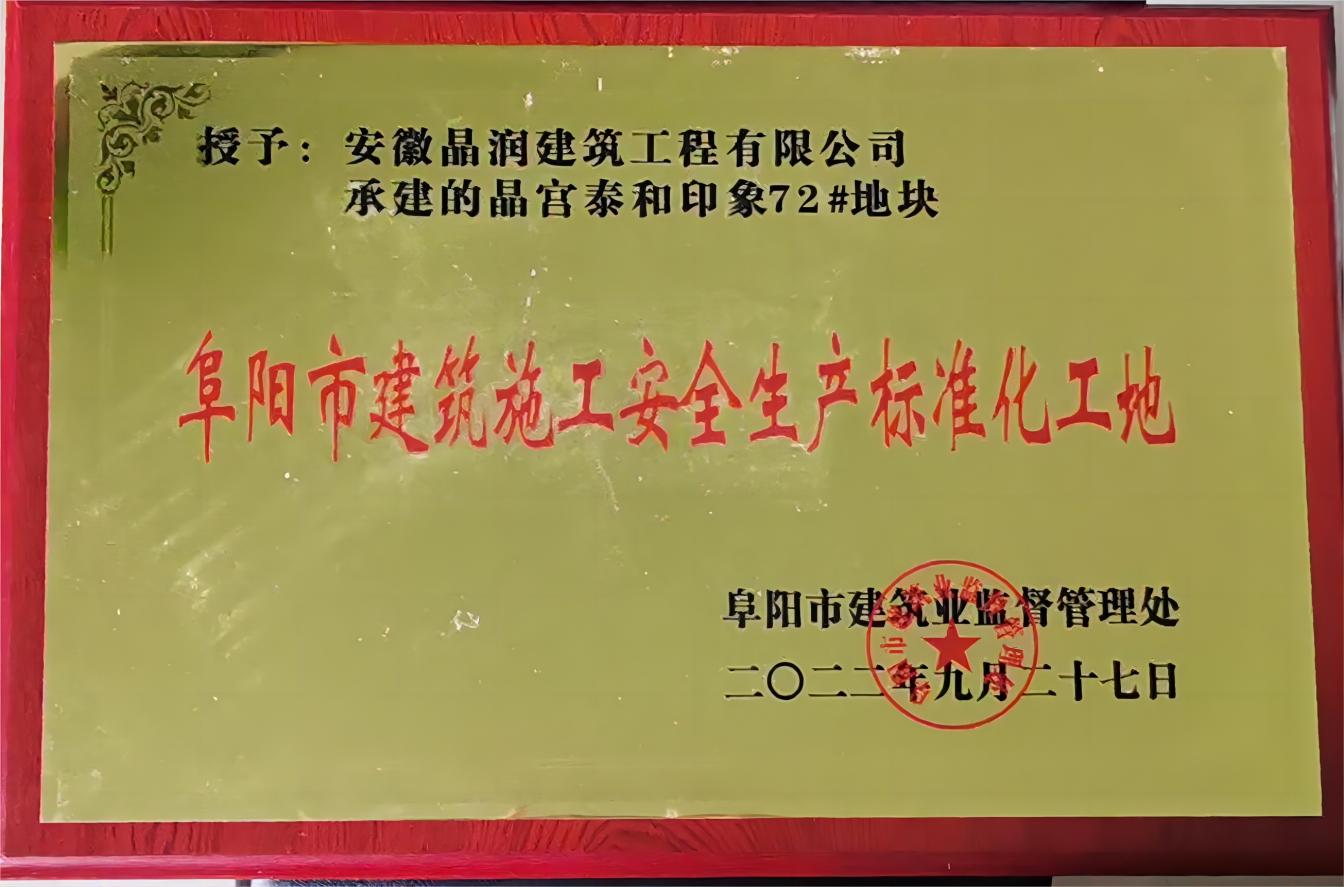 授予：安徽晶润建筑工程有限公司
承建的晶宫泰和印象72#地块
阜阳市建筑施工安全生产标准化工地
阜阳市建筑业监督管理处
二〇二二年九月二十七日